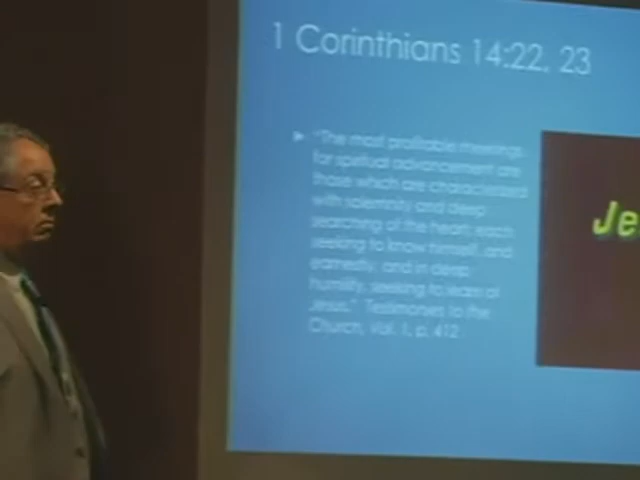 1 Corinthians 14:22, 23
"The most profitable meetings
for spiritual advancement are
those which are characterized
with solemnity and deep
searching of the heart; each
seeking to know himself, and
earnestly, and in deep
humility, seeking to learn of
Jesus." Testimonies to the
Church, Vol. 1, p. 412
Je